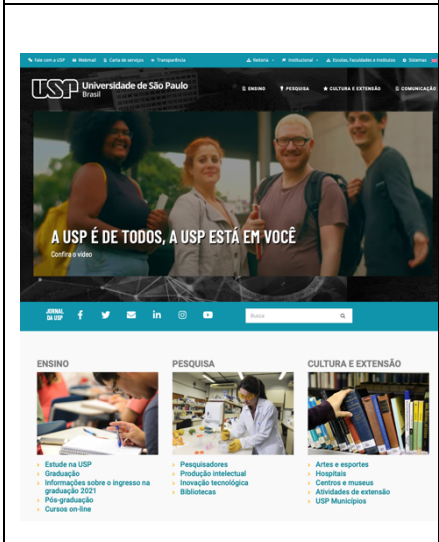 Fale com a USP Webmail Carta de serviços Transparência A Reitoria Institucional Escolas, Faculdades e Institutos Sistemas
USP Universidade de São Paulo
Brasil
ENSINO PESQUISA CULTURA E EXTENSÃO COMUNICAÇÃO
A USP É DE TODOS, A USP ESTÁ EM VOCÊ
Confira o vídeo
JORNAL
DA USP
Busca
ENSINO
Estude na USP
Graduação
Informações sobre o ingresso na
graduação 2021
Pós-graduação
Cursos on-line
PESQUISA
Pesquisadores
Produção intelectual
Inovação tecnológica
Bibliotecas
CULTURA E EXTENSÃO
Artes e esportes
Hospitais
Centros e museus
Atividades de extensão
USP Municípios